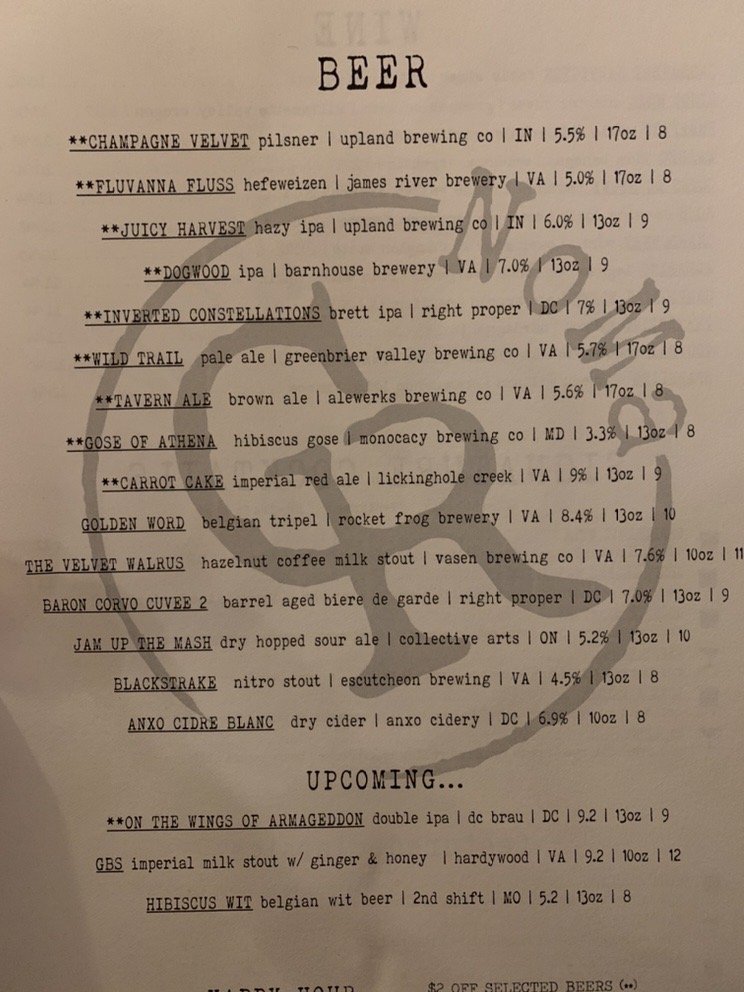 BEER
**CHAMPAGNE VELVET pilsner | upland brewing co | IN | 5.5% | 17oz | 8
**FLUVANNA FLUSS hefeweizen | james river brewery | VA | 5.0% | 17oz | 8
**JUICY HARVEST hazy ipa | upland brewing co | IN | 6.0% | 13oz | 9
**DOGWOOD ipa | barnhouse brewery | VA | 7.0% | 13oz | 9
**INVERTED CONSTELLATIONS brett ipa | right proper | DC | 7% | 13oz | 9
**WILD TRAIL pale ale | greenbrier valley brewing co | VA | 5.7% | 17oz | 8
**TAVERN ALE brown ale | alewerks brewing co | VA | 5.6% | 17oz | 8
**GOSE OF ATHENA hibiscus gose | monocacy brewing co | MD | 3.3% | 13oz | 8
**CARROT CAKE imperial red ale | lickinghole creek | VA | 9% | 13oz | 9
GOLDEN WORD belgian tripel | rocket frog brewery | VA | 8.4% | 13oz | 10
THE VELVET WALRUS hazelnut coffee milk stout | vasen brewing co | VA | 7.6% | 10oz | 11
BARON CORVO CUVEE 2 barrel aged biere de garde | right proper | DC | 7.0% | 13oz | 9
JAM UP THE MASH dry hopped sour ale | collective arts | ON | 5.2% | 13oz | 10
BLACKSTRAKE nitro stout | escutcheon brewing | VA | 4.5% | 13oz | 8
ANXO CIDRE BLANC dry cider | anxo cidery | DC | 6.9% | 10oz | 8
UPCOMING...
**ON THE WINGS OF ARMAGEDDON double ipa | dc brau | DC | 9.2 | 13oz | 9
GBS imperial milk stout w/ ginger & honey | hardywood | VA | 9.2 | 10oz | 12
HIBISCUS WIT belgian wit beer | 2nd shift | MO | 5.2 | 13oz | 8
HAPPY HOUR $2 OFF SELECTED BEERS (**)
GR NOMA